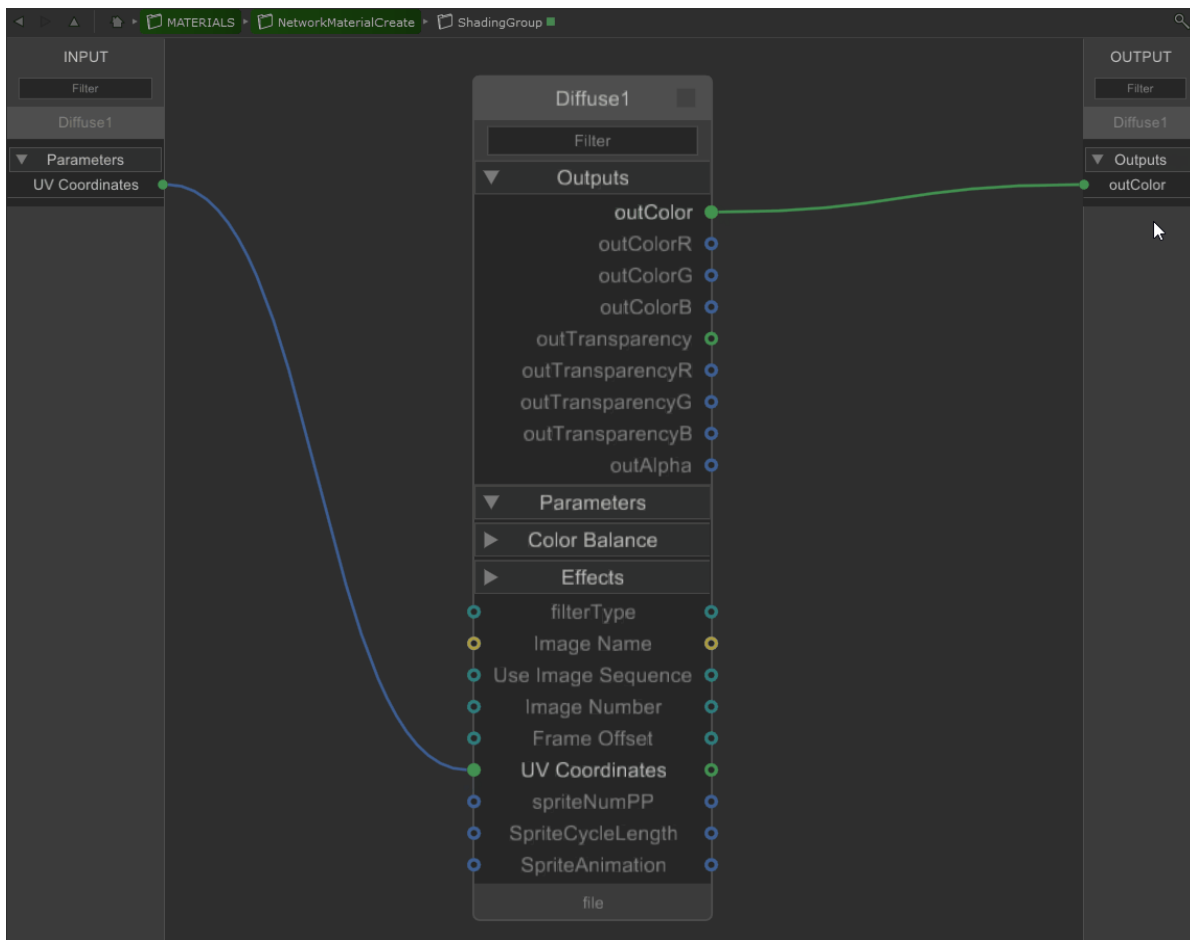 MATERIALS NetworkMaterialCreate ShadingGroup
INPUT
Filter
Diffuse1
Parameters
UV Coordinates
Diffuse1
Filter
Outputs
outColor
outColorR
outColorG
outColorB
outTransparency
outTransparencyR
outTransparencyG
outTransparencyB
outAlpha
Parameters
Color Balance
Effects
filterType
Image Name
Use Image Sequence
Image Number
Frame Offset
UV Coordinates
spriteNumPP
SpriteCycleLength
SpriteAnimation
file
OUTPUT
Filter
Diffuse1
Outputs
outColor